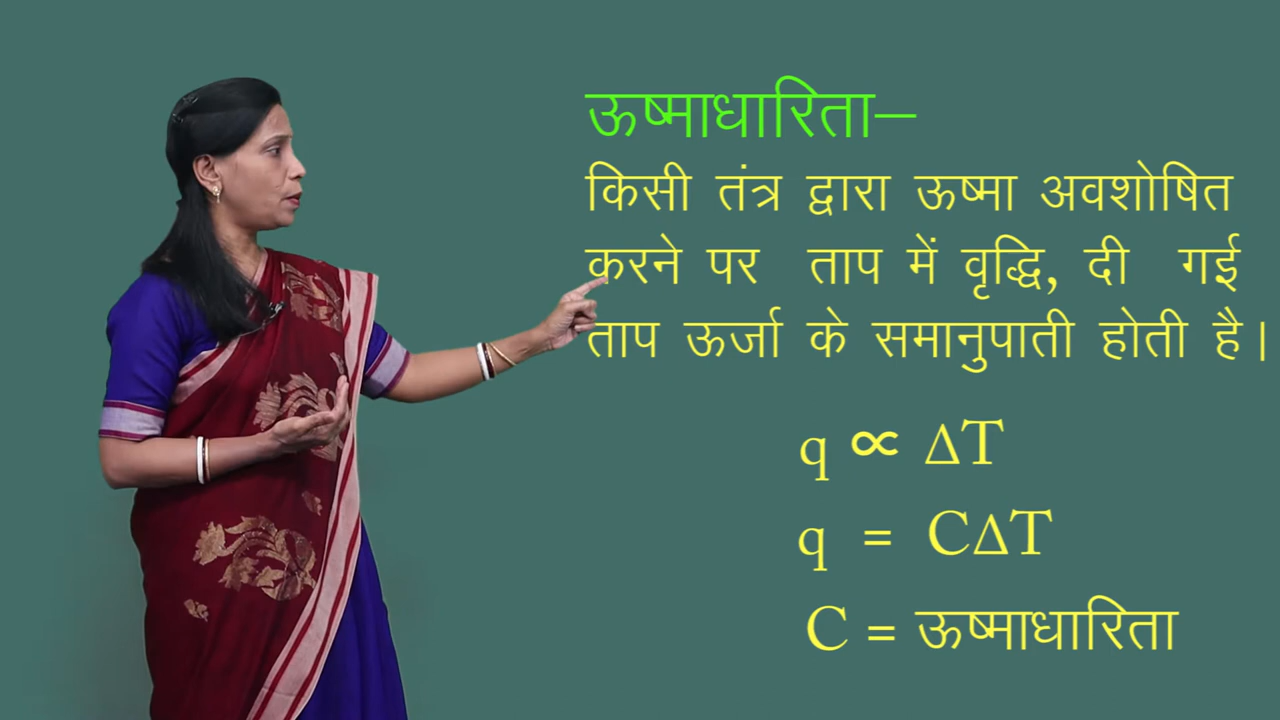 ऊष्माधारिता–
किसी तंत्र द्वारा ऊष्मा अवशोषित
करने पर ताप में वृद्धि, दी गई
ताप ऊर्जा के समानुपाती होती है।
q ∝ ΔT
q = CΔT
C = ऊष्माधारिता